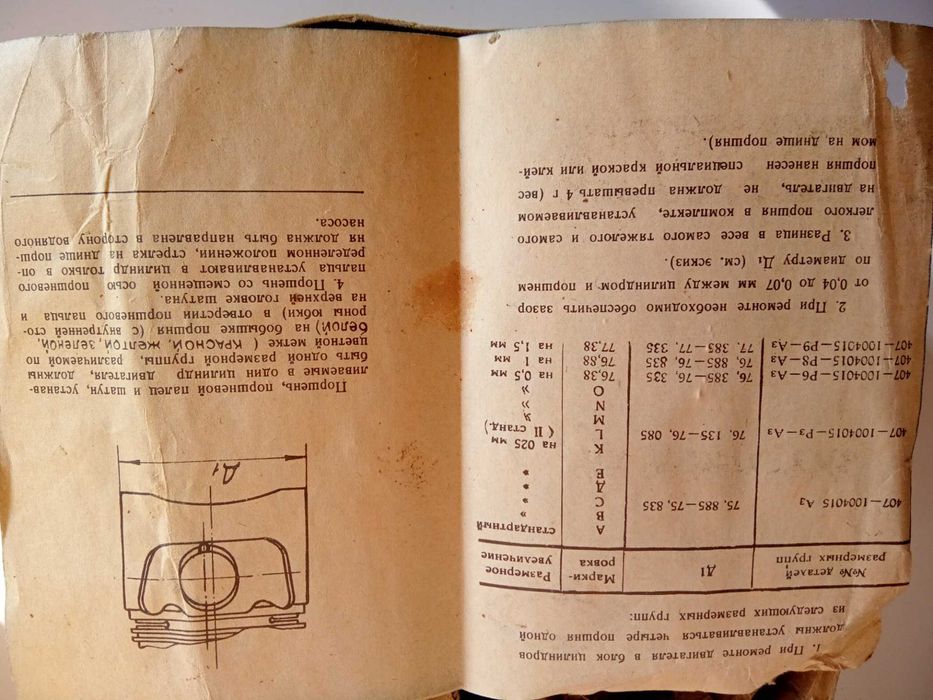 1. При ремонте двигателя в блок цилиндров
должны устанавливаться четыре поршня одной
из следующих размерных групп:
№№ деталей размерных групп | Д1 | Марки-ровка | Размерное увеличение
407—1004015 Аз | 75. 885—75, 835 | А | стандартный
В »
С »
Д »
Е »
407—1004015—Рз—Аз | 76. 135—76, 085 | К | на 025 мм
L ( II станд.)
М »
N »
О »
407—1004015—Р6—Аз | 76, 385—76, 335 | 76,38 | на 0,5 мм
407—1004015—Р8—Аз | 76, 885—76, 835 | 76,88 | на 1 мм
407—1004015—Р9—Аз | 77. 385—77. 335 | 77.38 | на 1,5 мм
2. При ремонте необходимо обеспечить зазор
от 0,04 до 0,07 мм между цилиндром и поршнем
по диаметру Д1 (см. эскиз).
3. Разница в весе самого тяжелого и самого
легкого поршня в комплекте, устанавливаемом
на двигатель, не должна превышать 4 г (вес
поршня нанесен специальной краской или клей-
мом на днище поршня).
Д1
Поршень, поршневой палец и шатун, устанав-
ливаемые в один цилиндр двигатель, должны
быть одной размерной группы, различаемой по
цветной метке ( КРАСНОЙ, ЖЕЛТОЙ, ЗЕЛЕНОЙ,
БЕЛОЙ) на бобышке поршня (с внутренней сто-
роны юбки) в отверстии поршневого пальца и
на верхней головке шатуна.
4. Поршень со смещенной осью поршневого
пальца устанавливают в цилиндр только в оп-
ределенном положении, стрелка на днище порш-
ня должна быть направлена в сторону водяного
насоса.